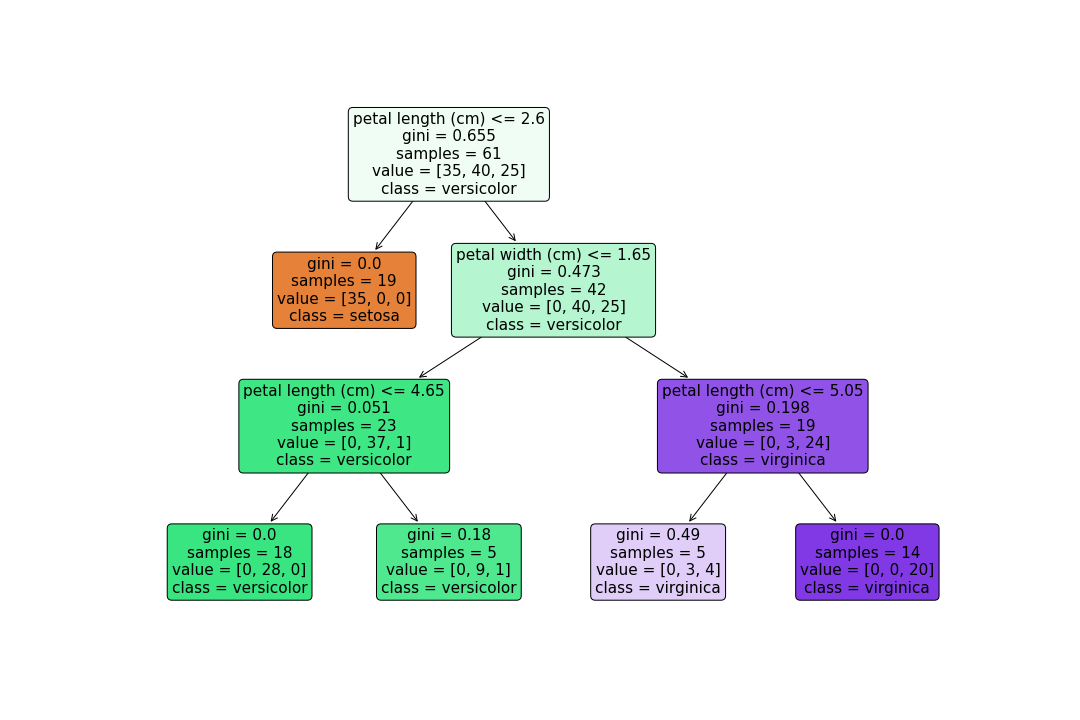 petal length (cm) <= 2.6
gini = 0.655
samples = 61
value = [35, 40, 25]
class = versicolor
gini = 0.0
samples = 19
value = [35, 0, 0]
class = setosa
petal width (cm) <= 1.65
gini = 0.473
samples = 42
value = [0, 40, 25]
class = versicolor
petal length (cm) <= 4.65
gini = 0.051
samples = 23
value = [0, 37, 1]
class = versicolor
petal length (cm) <= 5.05
gini = 0.198
samples = 19
value = [0, 3, 24]
class = virginica
gini = 0.0
samples = 18
value = [0, 28, 0]
class = versicolor
gini = 0.18
samples = 5
value = [0, 9, 1]
class = versicolor
gini = 0.49
samples = 5
value = [0, 3, 4]
class = virginica
gini = 0.0
samples = 14
value = [0, 0, 20]
class = virginica